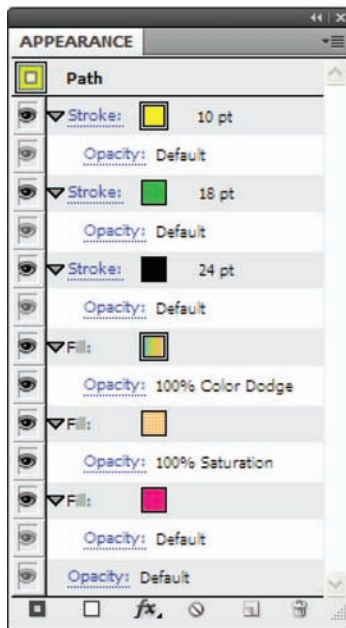 APPEARANCE
Path
Stroke: 10 pt
Opacity: Default
Stroke: 18 pt
Opacity: Default
Stroke: 24 pt
Opacity: Default
Fill:
Opacity: 100% Color Dodge
Fill:
Opacity: 100% Saturation
Fill:
Opacity: Default
Opacity: Default
fx